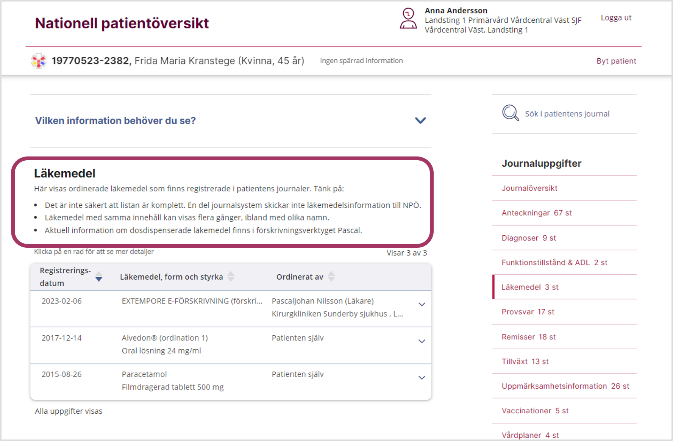 Nationell patientöversikt
Anna Andersson
Landsting 1 Primärvård Vårdcentral Väst SJF
Vårdcentral Väst, Landsting 1
Logga ut
19770523-2382, Frida Maria Kranstege (Kvinna, 45 år)
Ingen spärrad information
Byt patient
Vilken information behöver du se?
Sök i patientens journal
Läkemedel
Här visas ordinerade läkemedel som finns registrerade i patientens journaler. Tänk på:
• Det är inte säkert att listan är komplett. En del journalsystem skickar inte läkemedelsinformation till NPÖ.
• Läkemedel med samma innehåll kan visas flera gånger, ibland med olika namn.
• Aktuell information om dosdispenserade läkemedel finns i förskrivningsverktyget Pascal.
Klicka på en rad för att se mer detaljer
Visar 3 av 3
Registrerings-
datum
Läkemedel, form och styrka
Ordinerat av
2023-02-06
EXTEMPORE E-FÖRSKRIVNING (förskri...
Pascaljohan Nilsson (Läkare)
Kirurgkliniken Sunderby sjukhus . L...
2017-12-14
Alvedon® (ordination 1)
Oral lösning 24 mg/ml
Patienten själv
2015-08-26
Paracetamol
Filmdragerad tablett 500 mg
Patienten själv
Alla uppgifter visas
Journaluppgifter
Journalöversikt
Anteckningar 67 st
Diagnoser 9 st
Funktionstillstånd & ADL 2 st
Läkemedel 3 st
Provsvar 17 st
Remisser 18 st
Tillväxt 13 st
Uppmärksamhetsinformation 26 st
Vaccinationer 5 st
Vårdplaner 4 st